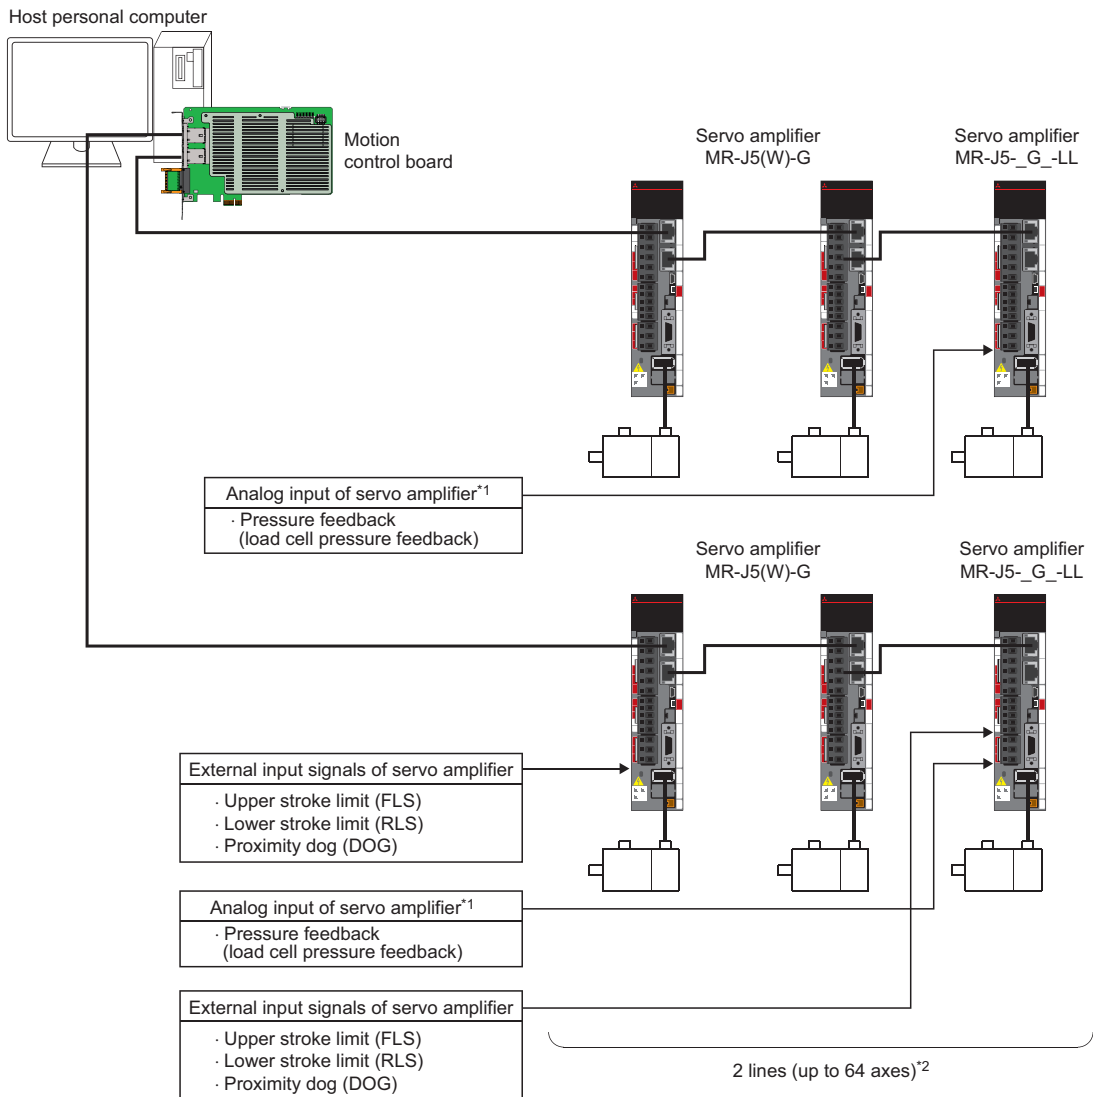 Host personal computer
Motion
control board
Servo amplifier
MR-J5(W)-G
Servo amplifier
MR-J5-_G_-LL
Analog input of servo amplifier*1
· Pressure feedback
(load cell pressure feedback)
Servo amplifier
MR-J5(W)-G
Servo amplifier
MR-J5-_G_-LL
External input signals of servo amplifier
· Upper stroke limit (FLS)
· Lower stroke limit (RLS)
· Proximity dog (DOG)
Analog input of servo amplifier*1
· Pressure feedback
(load cell pressure feedback)
External input signals of servo amplifier
· Upper stroke limit (FLS)
· Lower stroke limit (RLS)
· Proximity dog (DOG)
2 lines (up to 64 axes)*2